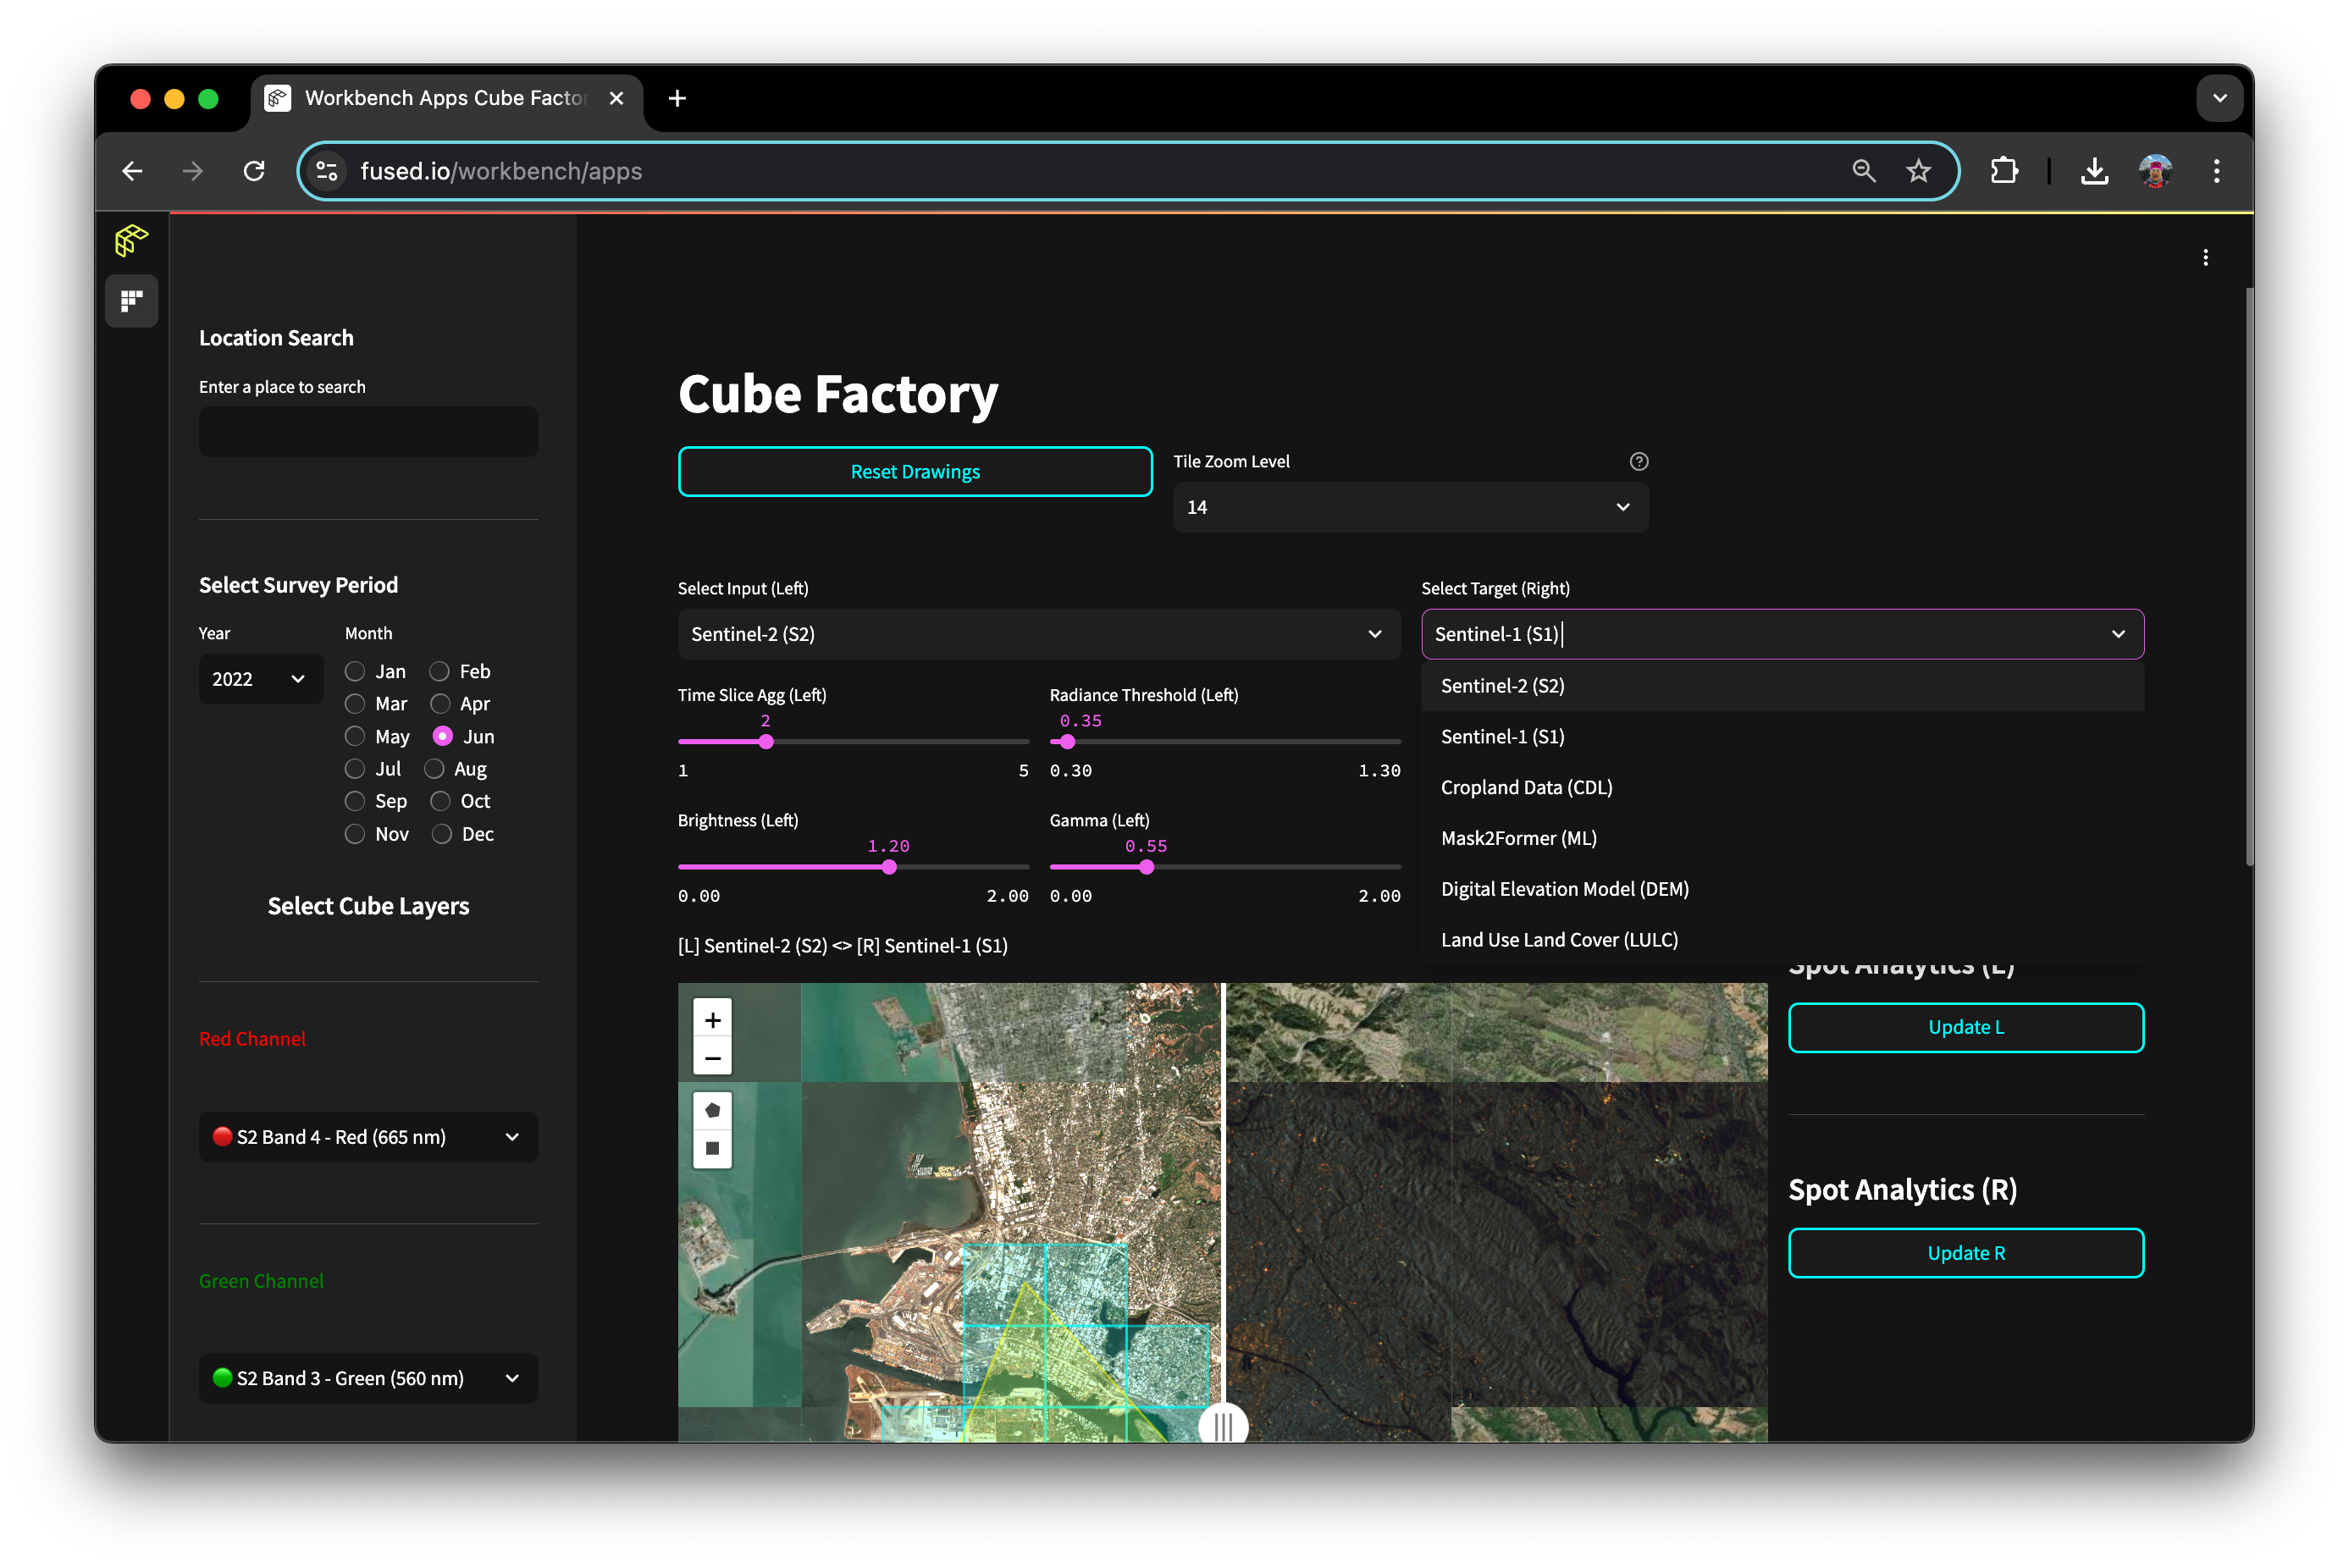 Workbench Apps Cube Facto
fused.io/workbench/apps
Location Search
Enter a place to search
Select Survey Period
Year
Month
2022
Jan
Feb
Mar
Apr
May
Jun
Jul
Aug
Sep
Oct
Nov
Dec
Select Cube Layers
Red Channel
S2 Band 4 - Red (665 nm)
Green Channel
S2 Band 3 - Green (560 nm)
Cube Factory
Reset Drawings
Tile Zoom Level
14
Select Input (Left)
Sentinel-2 (S2)
Select Target (Right)
Sentinel-1 (S1)
Sentinel-2 (S2)
Sentinel-1 (S1)
Cropland Data (CDL)
Mask2Former (ML)
Digital Elevation Model (DEM)
Land Use Land Cover (LULC)
Time Slice Agg (Left)
2
1
5
Radiance Threshold (Left)
0.35
0.30
1.30
Brightness (Left)
1.20
0.00
2.00
Gamma (Left)
0.55
0.00
2.00
[L] Sentinel-2 (S2) <> [R] Sentinel-1 (S1)
+
−
Spot Analytics (L)
Update L
Spot Analytics (R)
Update R